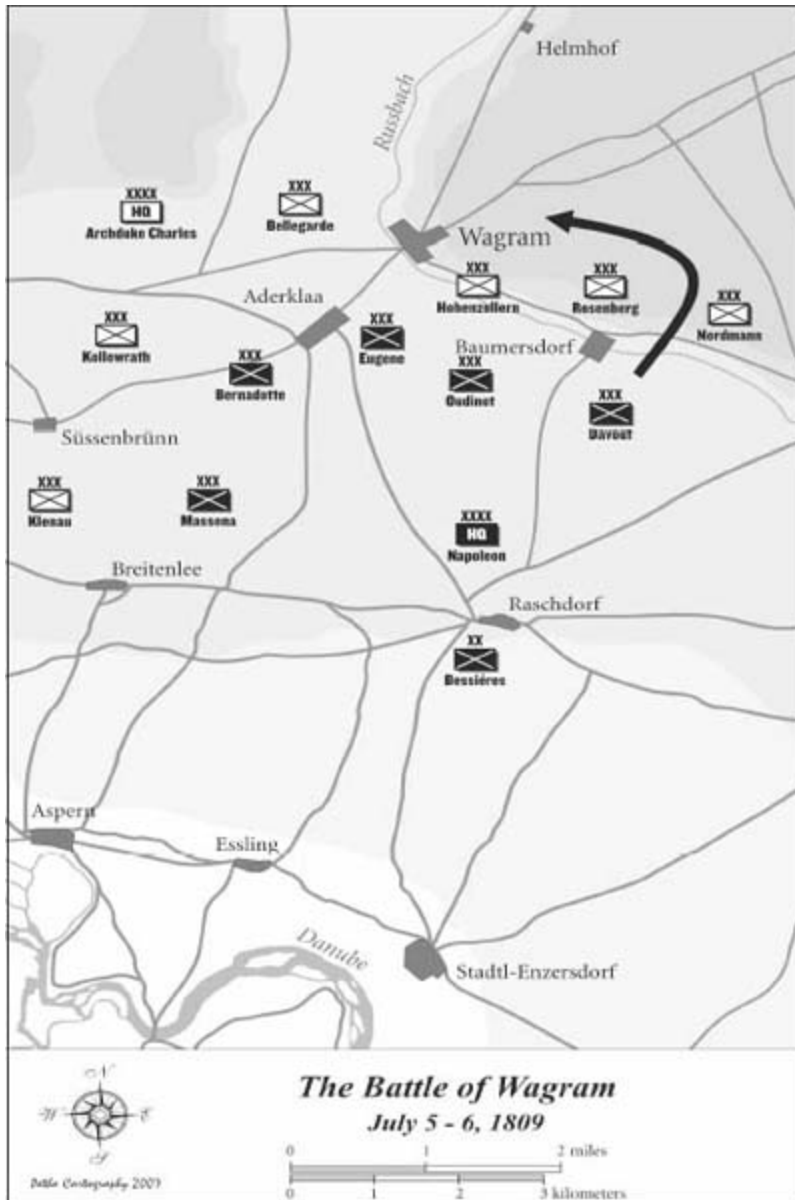 Helmhof
Russbach
XXXX
HQ
Archduke Charles
XXX
Bellegarde
Wagram
XXX
Hohenzollern
XXX
Rosenberg
XXX
Nordmann
Aderklaa
XXX
Kollowrath
XXX
Eugene
Baumersdorf
XXX
Bernadotte
XXX
Oudinot
XXX
Davout
Süssenbrünn
XXX
Klenau
XXX
Massena
XXXX
HQ
Napoleon
Breitenlee
Raschdorf
XX
Bessiéres
Aspern
Essling
Danube
Stadtl-Enzersdorf
N
W E
S
The Battle of Wagram
July 5 - 6, 1809
0 1 2 miles
0 1 2 3 kilometers
Cartography 2007